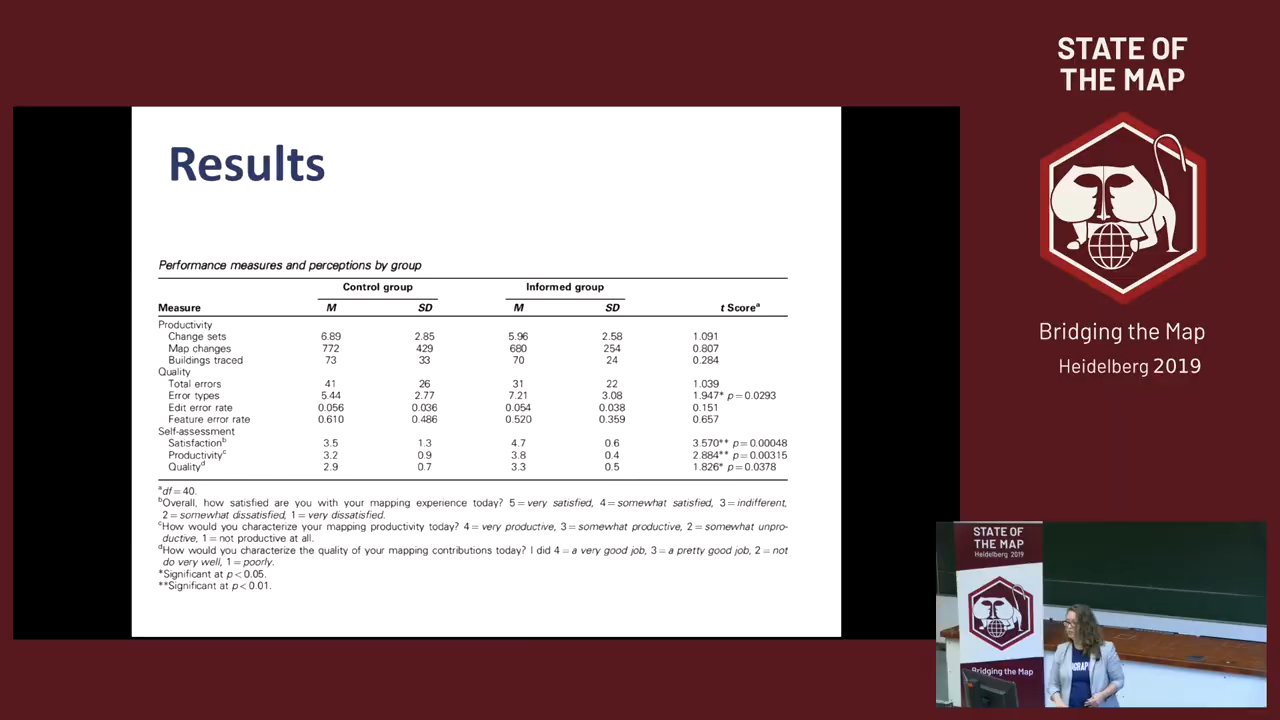 STATE OF
THE MAP
Bridging the Map
Heidelberg 2019
Results
Performance measures and perceptions by group
Control group Informed group
Measure M SD M SD t Scoreᵃ
Productivity
Change sets 6.89 2.85 5.96 2.58 1.091
Map changes 772 429 680 254 0.807
Buildings traced 73 33 70 24 0.284
Quality
Total errors 41 26 31 22 1.039
Error types 5.44 2.77 7.21 3.08 1.947* p = 0.0293
Edit error rate 0.056 0.036 0.054 0.038 0.151
Feature error rate 0.610 0.486 0.520 0.359 0.657
Self-assessment
Satisfactionᵇ 3.5 1.3 4.7 0.6 3.570** p = 0.00048
Productivityᶜ 3.2 0.9 3.8 0.4 2.884** p = 0.00315
Qualityᵈ 2.9 0.7 3.3 0.5 1.826* p = 0.0378
ᵃdf = 40.
ᵇOverall, how satisfied are you with your mapping experience today? 5 = very satisfied, 4 = somewhat satisfied, 3 = indifferent,
2 = somewhat dissatisfied, 1 = very dissatisfied.
ᶜHow would you characterize your mapping productivity today? 4 = very productive, 3 = somewhat productive, 2 = somewhat unpro-
ductive, 1 = not productive at all.
ᵈHow would you characterize the quality of your mapping contributions today? I did 4 = a very good job, 3 = a pretty good job, 2 = not
do very well, 1 = poorly.
*Significant at p < 0.05.
**Significant at p < 0.01.
STATE OF
THE MAP
Heidelberg 2019
Bridging the Map